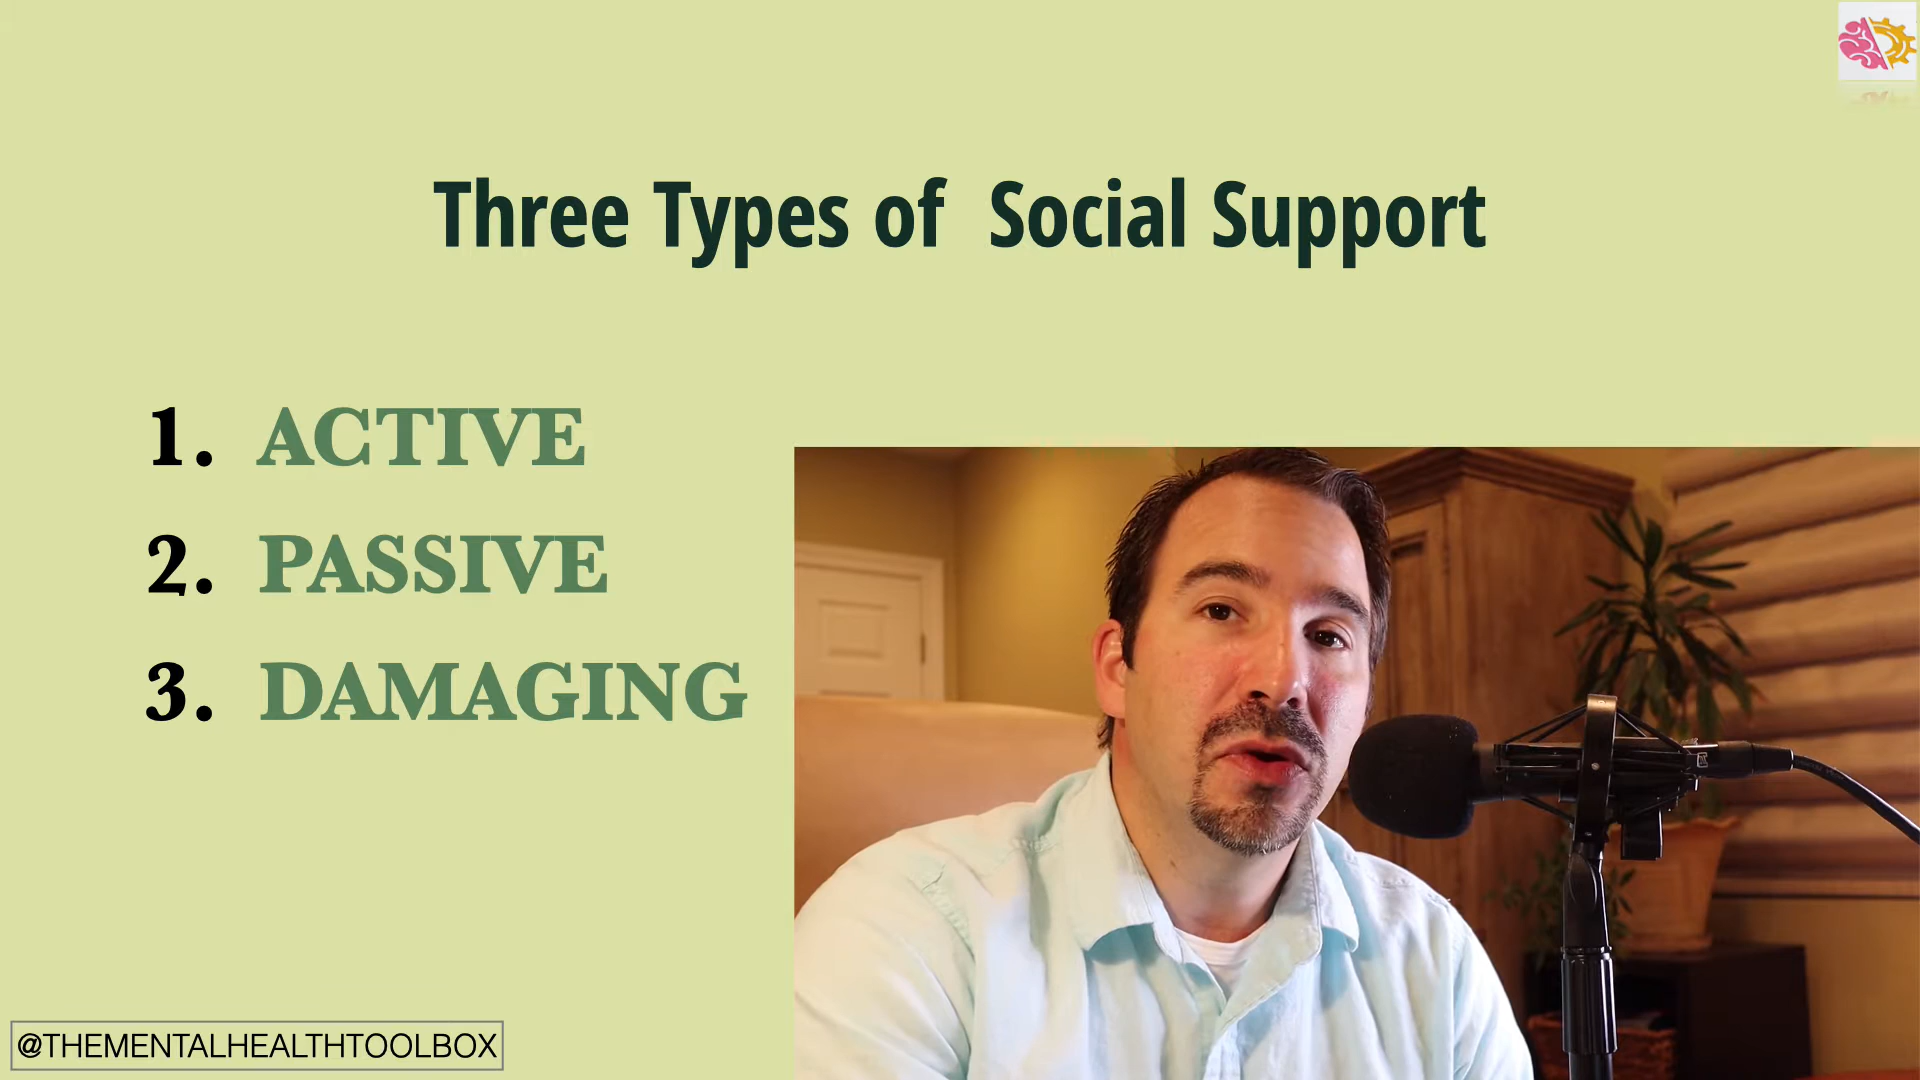 Three Types of  Social Support
1. ACTIVE
2. PASSIVE
3. DAMAGING
@THEMENTALHEALTHTOOLBOX